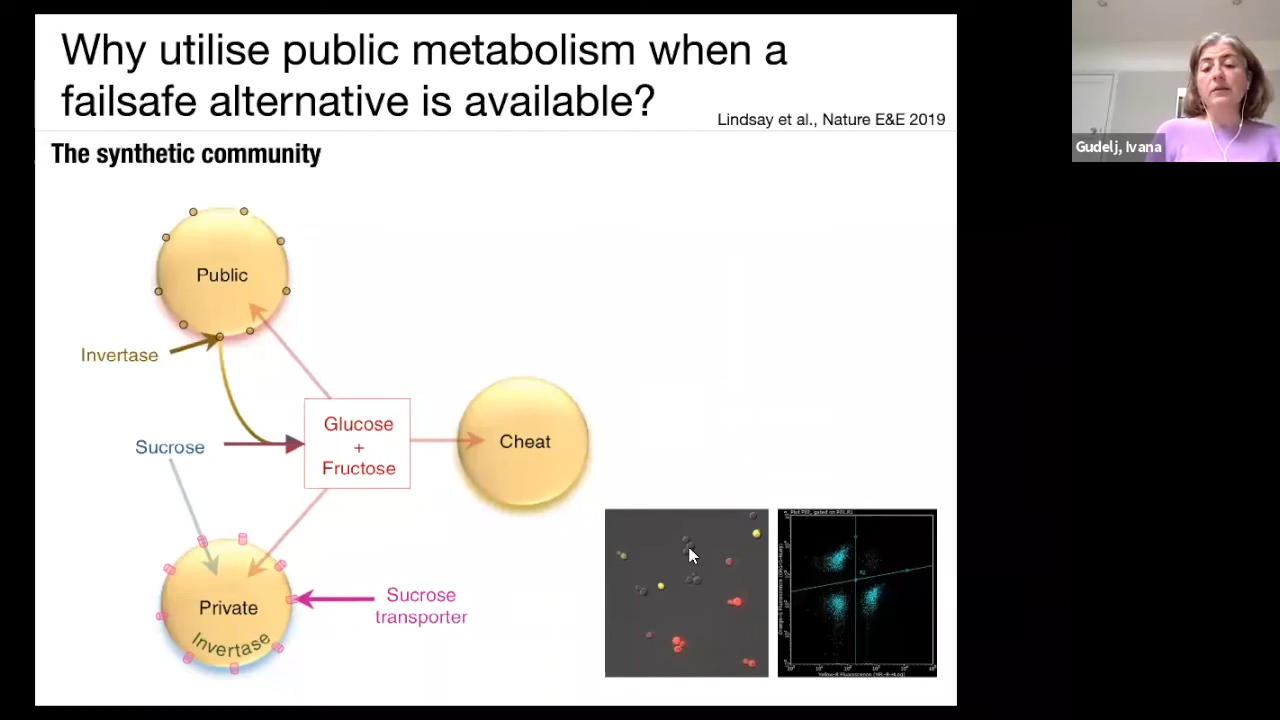 Why utilise public metabolism when a
failsafe alternative is available?
Lindsay et al., Nature E&E 2019
The synthetic community
Public
Invertase
Sucrose
Glucose
+
Fructose
Cheat
Private
Invertase
Sucrose
transporter
Gudelj, Ivana